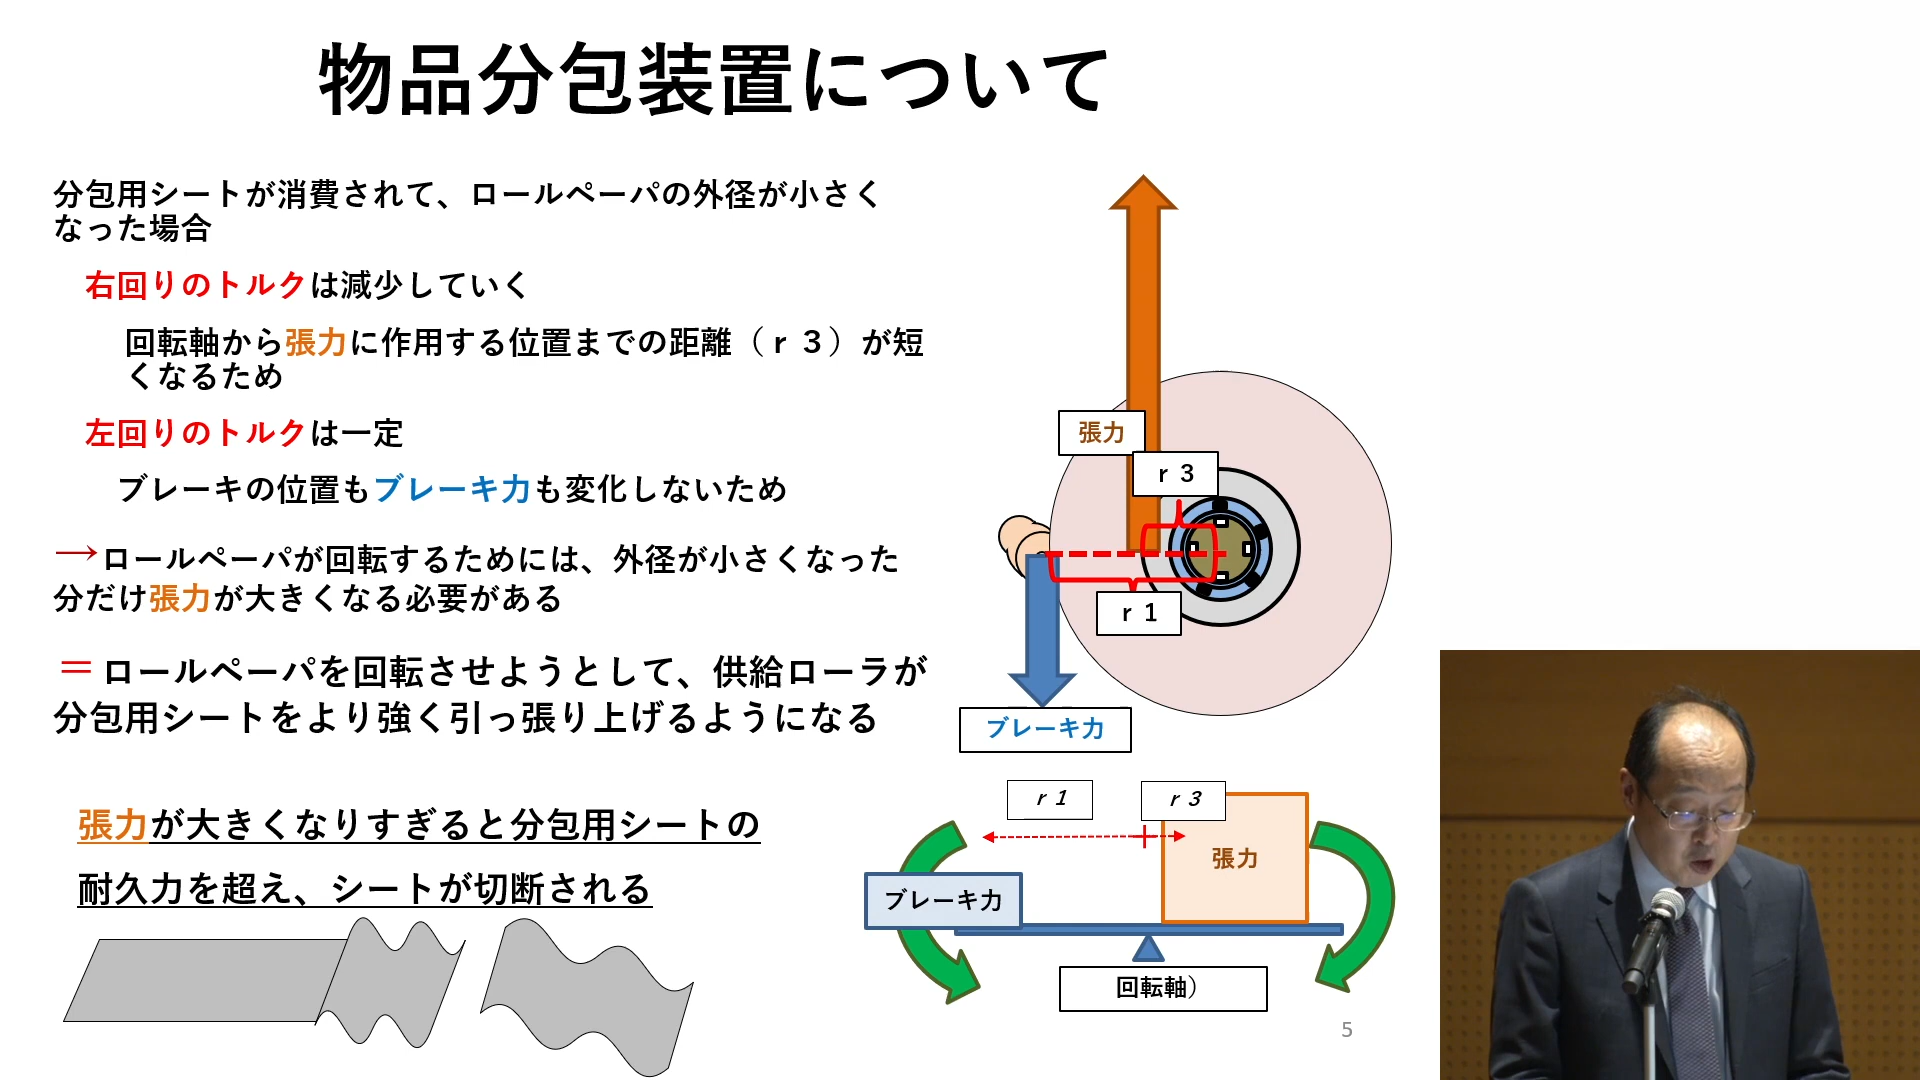 物品分包装置について
分包用シートが消費されて、ロールペーパの外径が小さく
なった場合
右回りのトルクは減少していく
回転軸から張力に作用する位置までの距離（ｒ３）が短
くなるため
左回りのトルクは一定
ブレーキの位置もブレーキ力も変化しないため
→ロールペーパが回転するためには、外径が小さくなった
分だけ張力が大きくなる必要がある
＝ロールペーパを回転させようとして、供給ローラが
分包用シートをより強く引っ張り上げるようになる
張力が大きくなりすぎると分包用シートの
耐久力を超え、シートが切断される
張力
ｒ３
ｒ１
ブレーキ力
ｒ１
ｒ３
張力
ブレーキ力
回転軸）
5